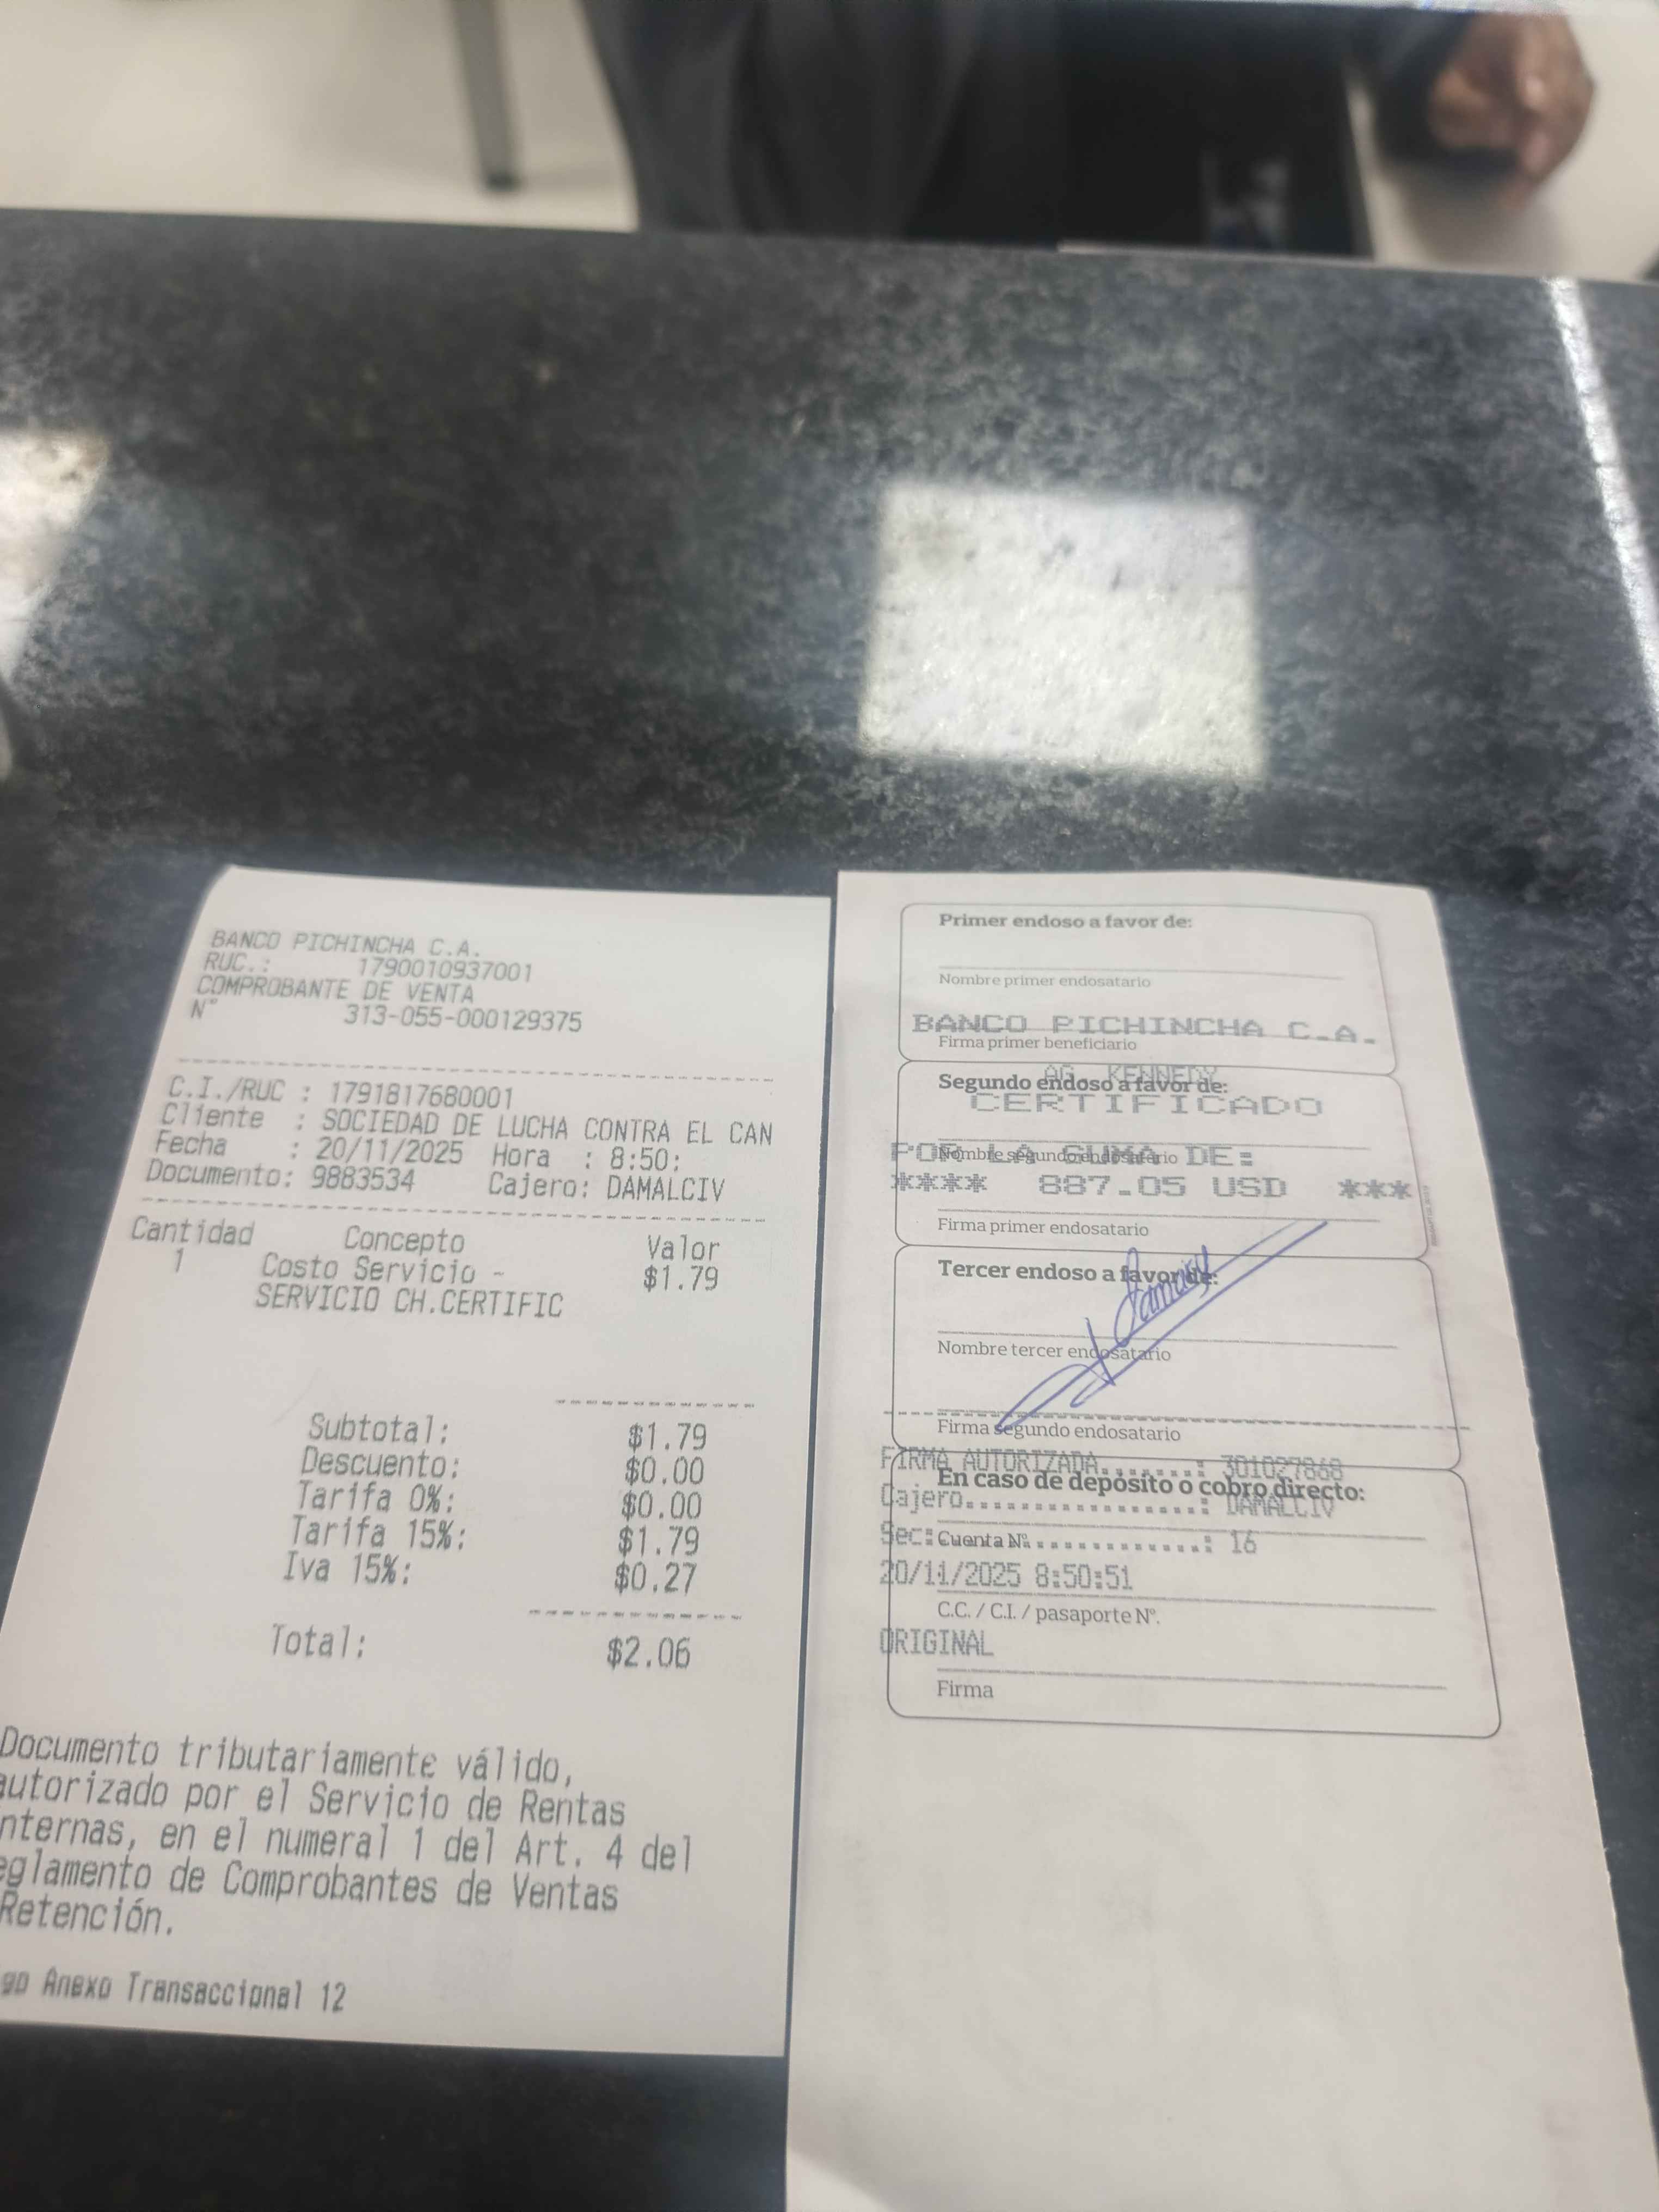 BANCO PICHINCHA C.A.
RUC.: 1790010937001
COMPROBANTE DE VENTA
N° 313-055-000129375
C.I./RUC : 1791817680001
Cliente : SOCIEDAD DE LUCHA CONTRA EL CAN
Fecha : 20/11/2025 Hora : 8:50:
Documento: 9883534 Cajero: DAMALCIV
Cantidad Concepto Valor
1 Costo Servicio - $1.79
SERVICIO CH.CERTIFIC
Subtotal: $1.79
Descuento: $0.00
Tarifa 0%: $0.00
Tarifa 15%: $1.79
Iva 15%: $0.27
Total: $2.06
Documento tributariamente válido,
autorizado por el Servicio de Rentas
nternas, en el numeral 1 del Art. 4 del
eglamento de Comprobantes de Ventas
Retención.
go Anexo Transaccional 12
Primer endoso a favor de:
Nombre primer endosatario
BANCO PICHINCHA C.A.
Firma primer beneficiario
AG. KENNEDY
Segundo endoso a favor de:
CERTIFICADO
POR LA SUMA DE:
Nombre segundo endosatario
**** 887.05 USD ***
Firma primer endosatario
Tercer endoso a favor de:
Nombre tercer endosatario
Firma segundo endosatario
FIRMA AUTORIZADA........: 301027868
En caso de depósito o cobro directo:
Cajero..................: DAMALCIV
Sec: Cuenta Nº.............: 16
20/11/2025 8:50:51
C.C. / C.I. / pasaporte Nº.
ORIGINAL
Firma